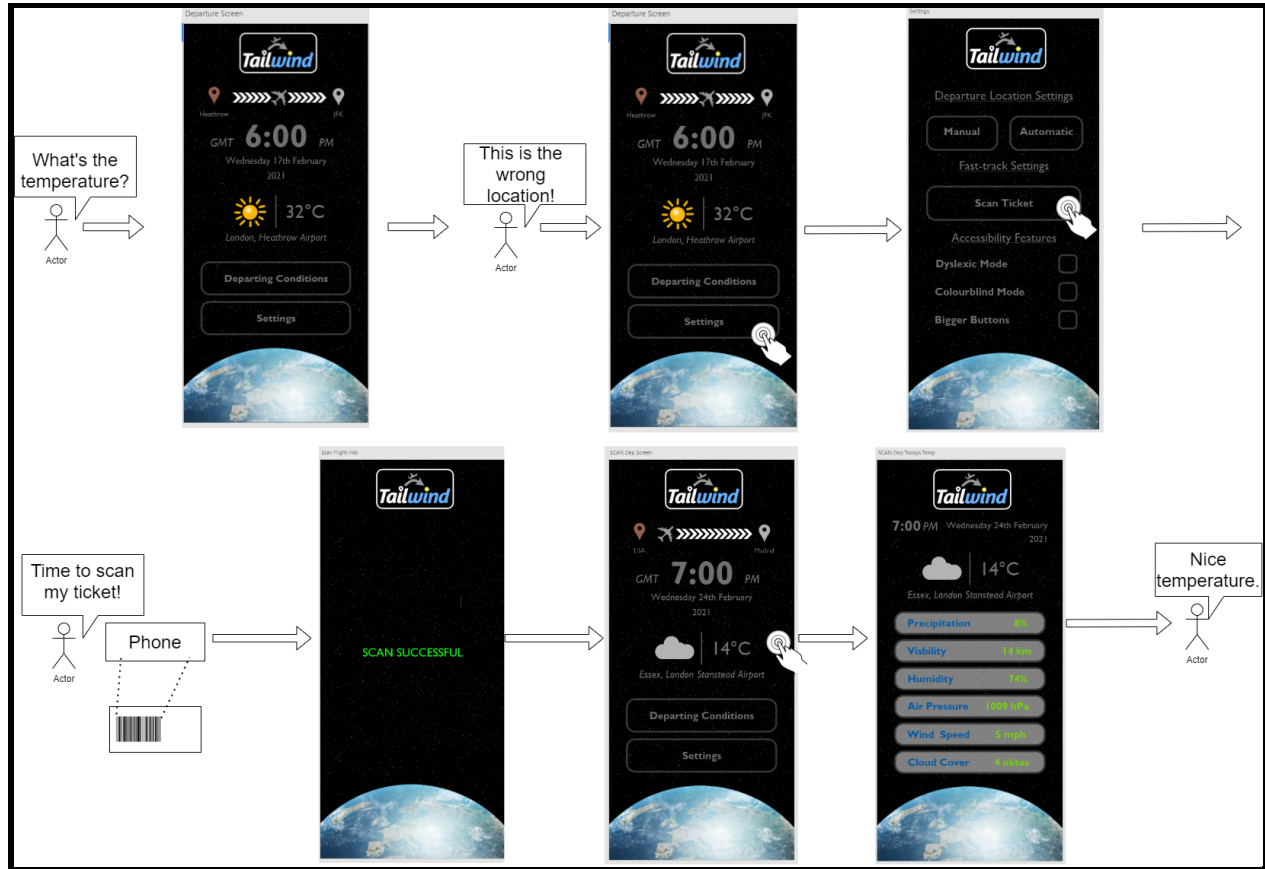 Departure Screen
Tailwind
Heathrow JFK
GMT 6:00 PM
Wednesday 17th February
2021
32°C
London, Heathrow Airport
Departing Conditions
Settings
What's the
temperature?
Actor
Departure Screen
Tailwind
Heathrow JFK
GMT 6:00 PM
Wednesday 17th February
2021
32°C
London, Heathrow Airport
Departing Conditions
Settings
This is the
wrong
location!
Actor
Settings
Tailwind
Departure Location Settings
Manual Automatic
Fast-track Settings
Scan Ticket
Accessibility Features
Dyslexic Mode
Colourblind Mode
Bigger Buttons
Time to scan
my ticket!
Actor
Phone
Scan Flight Info
Tailwind
SCAN SUCCESSFUL
SCAN Dep Screen
Tailwind
LSA Madrid
GMT 7:00 PM
Wednesday 24th February
2021
14°C
Essex, London Stanstead Airport
Departing Conditions
Settings
SCAN Dep Todays Temp
Tailwind
7:00 PM Wednesday 24th February
2021
14°C
Essex, London Stanstead Airport
Precipitation 8%
Visbility 14 km
Humidity 74%
Air Pressure 1009 hPa
Wind Speed 5 mph
Cloud Cover 4 oktas
Nice
temperature.
Actor